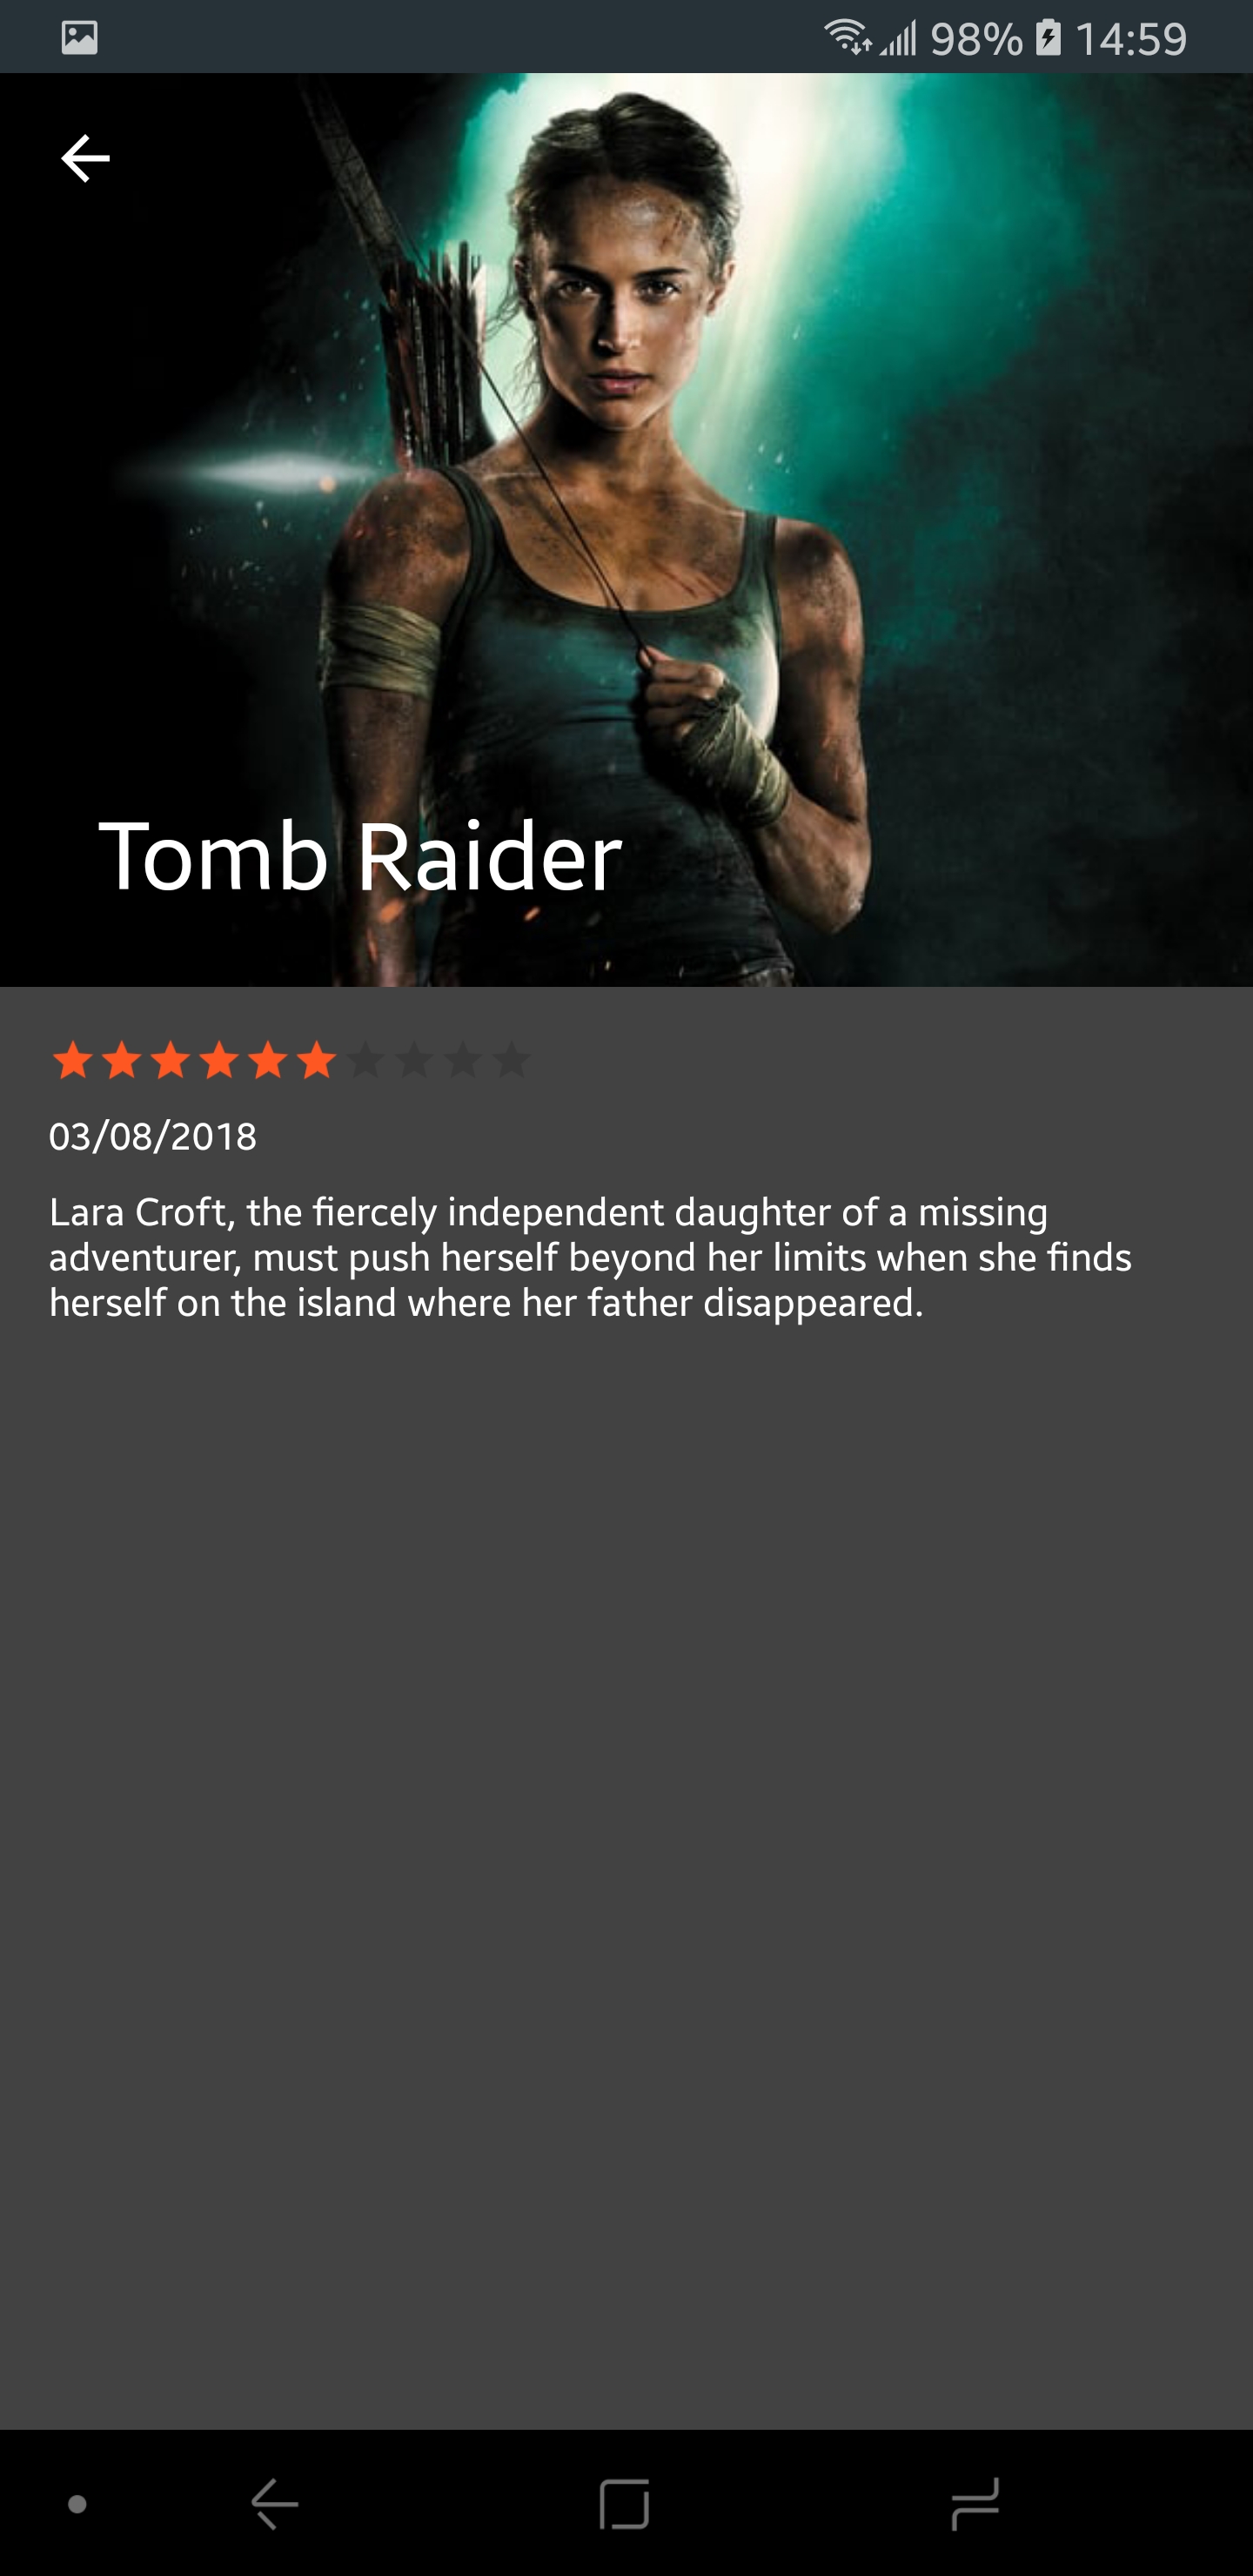 98% 14:59
Tomb Raider
03/08/2018
Lara Croft, the fiercely independent daughter of a missing
adventurer, must push herself beyond her limits when she finds
herself on the island where her father disappeared.